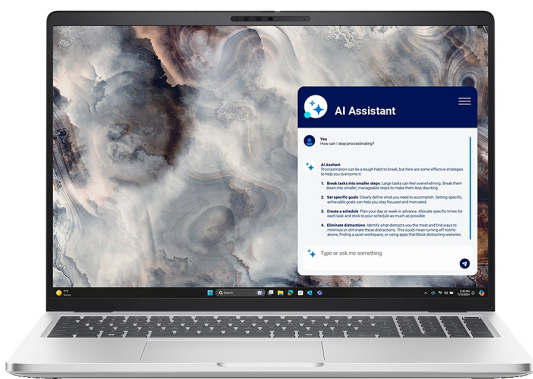 AI Assistant
You
How can I stop procrastinating?
AI Assitant
Procrastination can be a tough habit to break, but here are some effective strategies
to help you overcome it.
1. Break tasks into smaller steps: Large tasks can feel overwhelming. Break them
down into smaller, manageable steps to make them less daunting.
2. Set specific goals: Clearly define what you need to accomplish. Setting specific,
achievable goals can help you stay focused and motivated
3. Create a schedule: Plan your day or week in advance. Allocate specific times for
each task and stick to your schedule as much as possible.
4. Eliminate distractions: Identify what distracts you the most and find ways to
minimize or eliminate these distractions. This could mean turning off notifi-
ations, finding a quiet workspace, or using apps that block distracting websites
Type or ask me something
Search